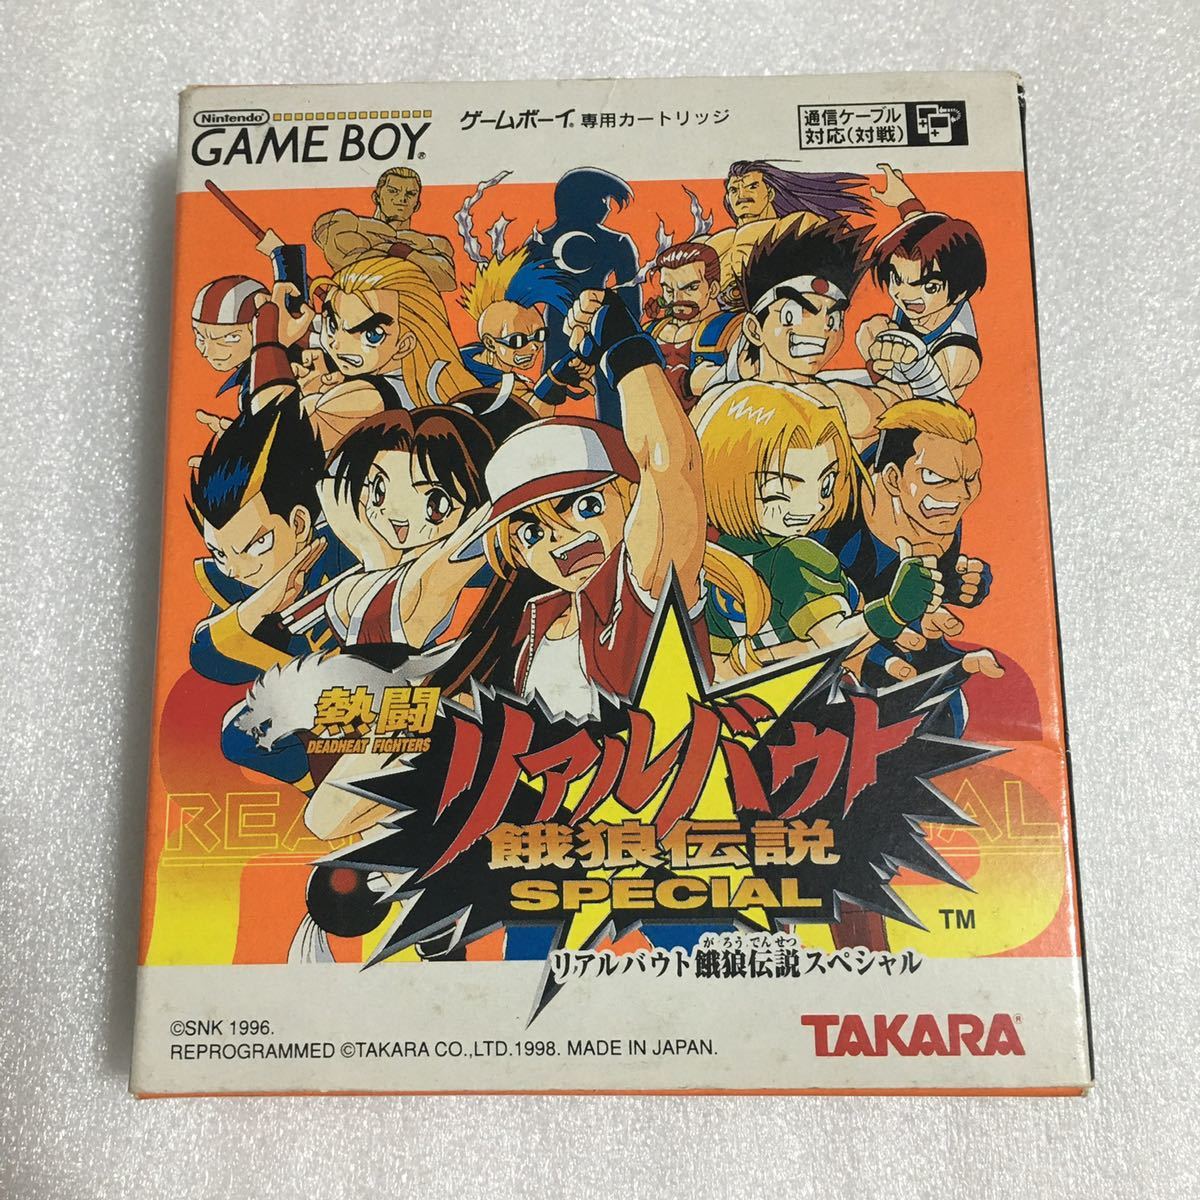 Nintendo
GAME BOY®
ゲームボーイ®専用カートリッジ
通信ケーブル
対応(対戦)
熱闘
DEADHEAT FIGHTERS
リアルバウト
餓狼伝説
SPECIAL
TM
がろうでんせつ
リアルバウト餓狼伝説スペシャル
©SNK 1996.
REPROGRAMMED ©TAKARA CO.,LTD.1998. MADE IN JAPAN.
TAKARA®